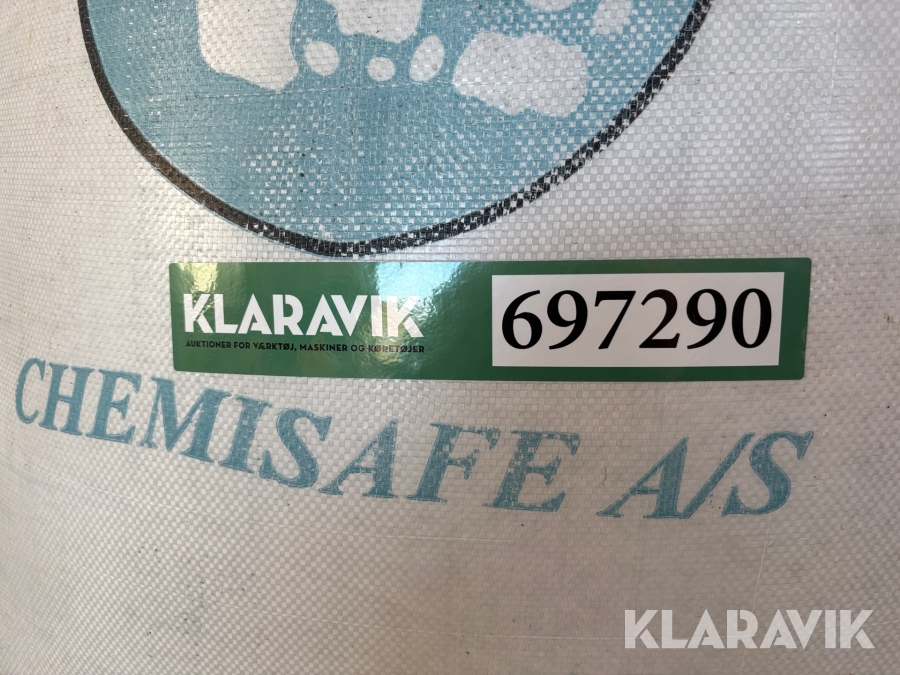 KLARAVIK
AUKTIONER FOR VÆRKTØJ, MASKINER OG KØRETØJER
697290
CHEMISAFE A/S
KLARAVIK